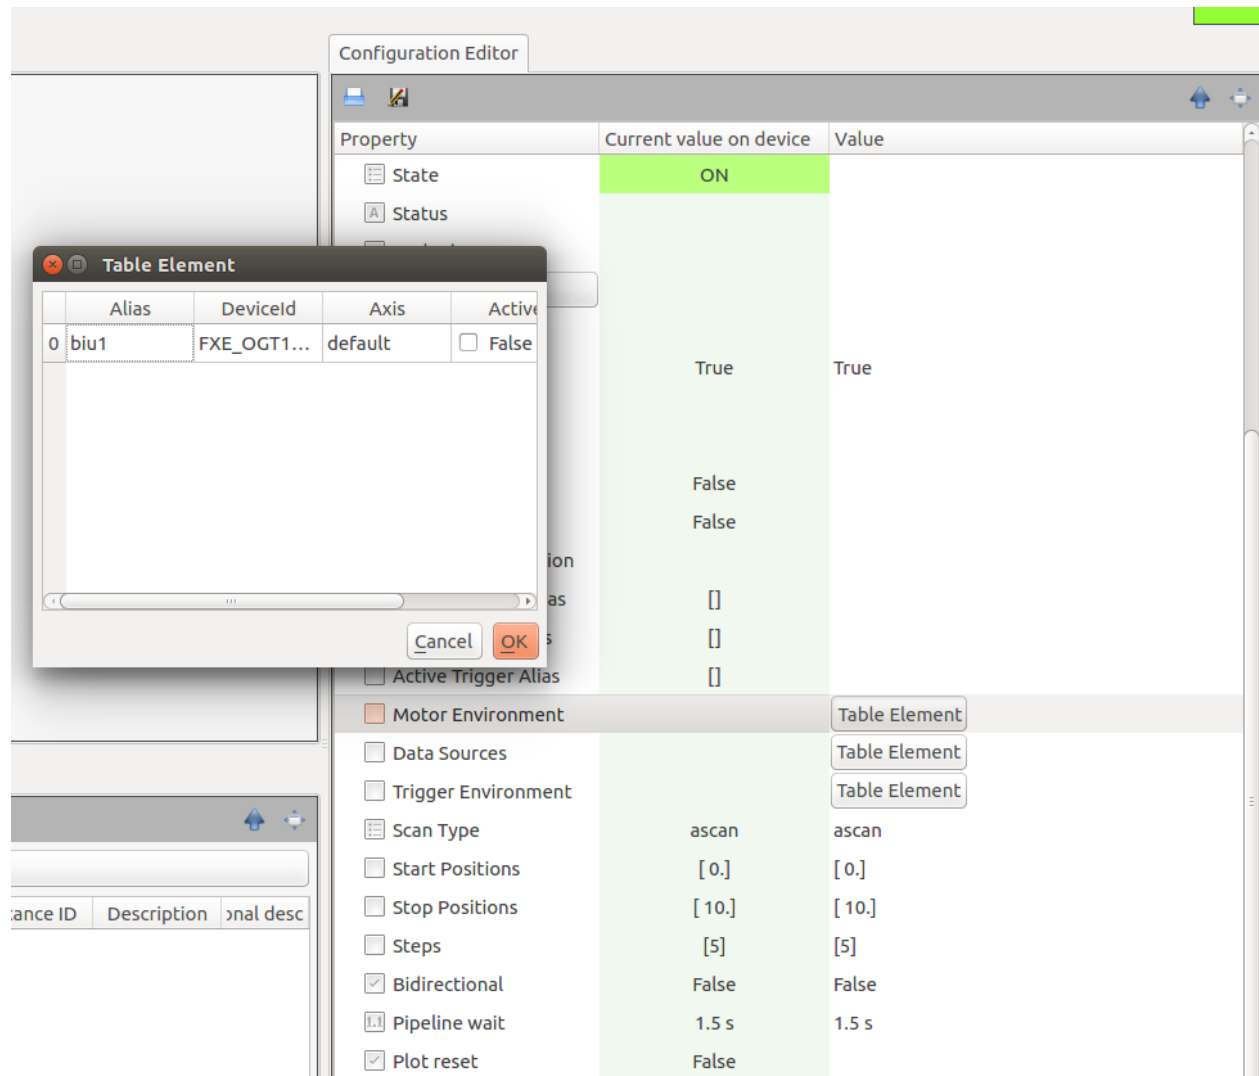 Configuration Editor
Property Current value on device Value
State ON
Status
Table Element
Alias DeviceId Axis Active
0 biu1 FXE_OGT1... default False
True True
False
False
ion
as []
s []
Cancel OK
Active Trigger Alias []
Motor Environment Table Element
Data Sources Table Element
Trigger Environment Table Element
Scan Type ascan ascan
Start Positions [ 0.] [ 0.]
Stop Positions [ 10.] [ 10.]
Steps [5] [5]
Bidirectional False False
Pipeline wait 1.5 s 1.5 s
Plot reset False
tance ID Description onal desc